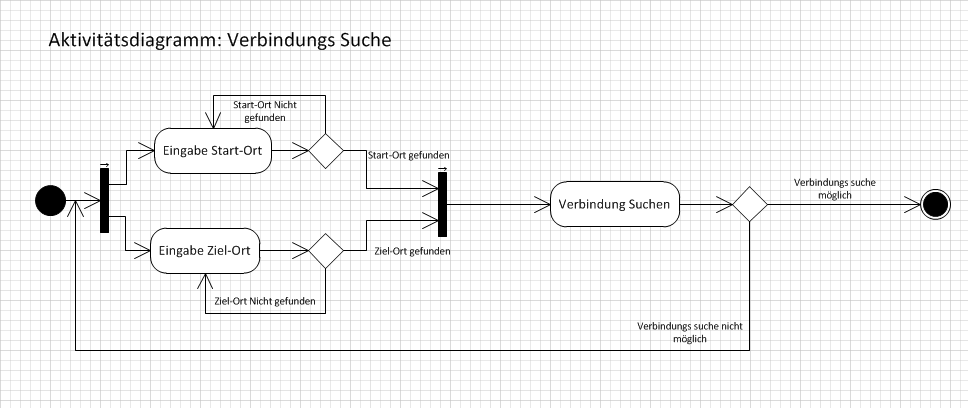 Aktivitätsdiagramm: Verbindungs Suche
Start-Ort Nicht
gefunden
Eingabe Start-Ort
Start-Ort gefunden
Verbindungs suche
möglich
Verbindung Suchen
Eingabe Ziel-Ort
Ziel-Ort gefunden
Ziel-Ort Nicht gefunden
Verbindungs suche nicht
möglich